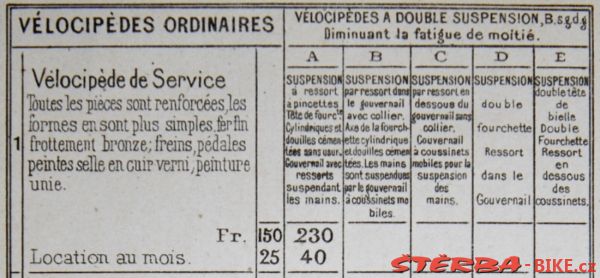 VÉLOCIPÈDES ORDINAIRES
VÉLOCIPÈDES A DOUBLE SUSPENSION, B.s.g.d.g
Diminuant la fatigue de moitié.
A
B
C
D
E
1
Vélocipède de Service
Toutes les pièces sont renforcées, les
formes en sont plus simples, fer fin
frottement bronze; freins, pédales
peintes selle en cuir verni, peinture
unie.
SUSPENSION
à ressort
à pincettes
Tête de fourc.te
Cylindriques et
douilles cémen-
tées sans usur.
Gouvernail avec
ressorts
suspendant
les mains.
SUSPENSION
par ressort dans
le gouvernail
avec collier.
Axe de la fourch-
ette cylindrique
et douilles cémen-
tées. Les mains
sont suspendues
par le gouvernail
à coussinets mo
biles.
SUSPENSION
par ressort en
dessous du
gouvernail sans
collier.
Gouvernail
à coussinets
mobiles pour la
suspension
des
mains.
SUSPENSION
double
fourchette
Ressort
dans le
Gouvernail
SUSPENSION
double tête
de
bielle
Double
Fourchette
Ressort
en
dessous
des
coussinets.
Fr. 150 230
Location au mois. 25 40
STERBA-BIKE.cz